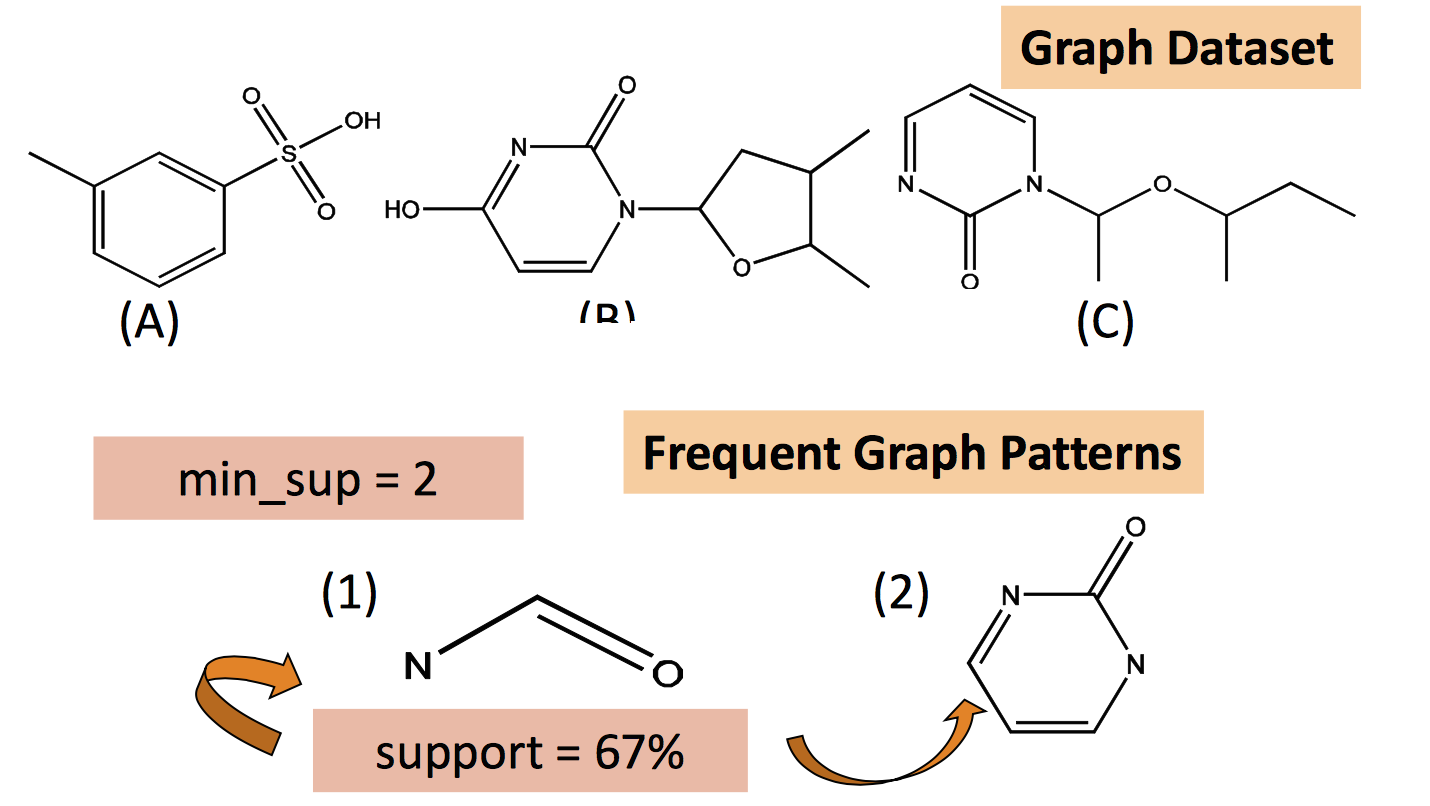 Graph Dataset
O
S
OH
O
N
O
HO
N
O
N
N
O
O
(A)
(B)
(C)
min_sup = 2
Frequent Graph Patterns
(1)
N
O
(2)
O
N
N
support = 67%